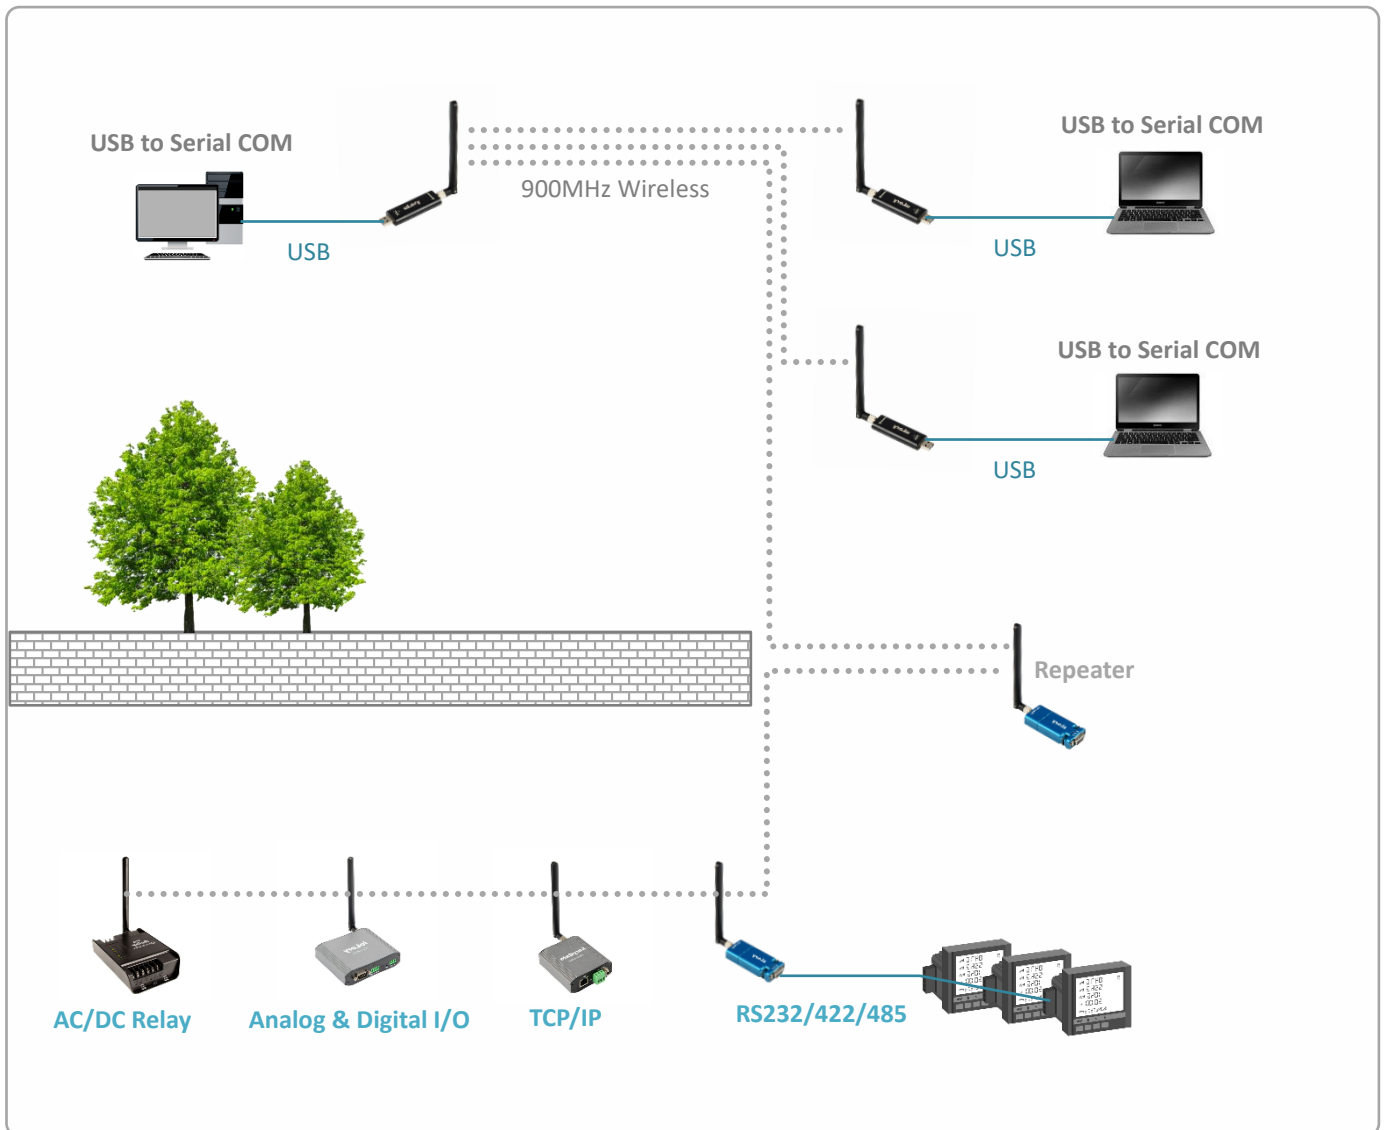 USB to Serial COM
USB to Serial COM
900MHz Wireless
USB
USB
USB to Serial COM
USB
Repeater
AC/DC Relay
Analog & Digital I/O
TCP/IP
RS232/422/485